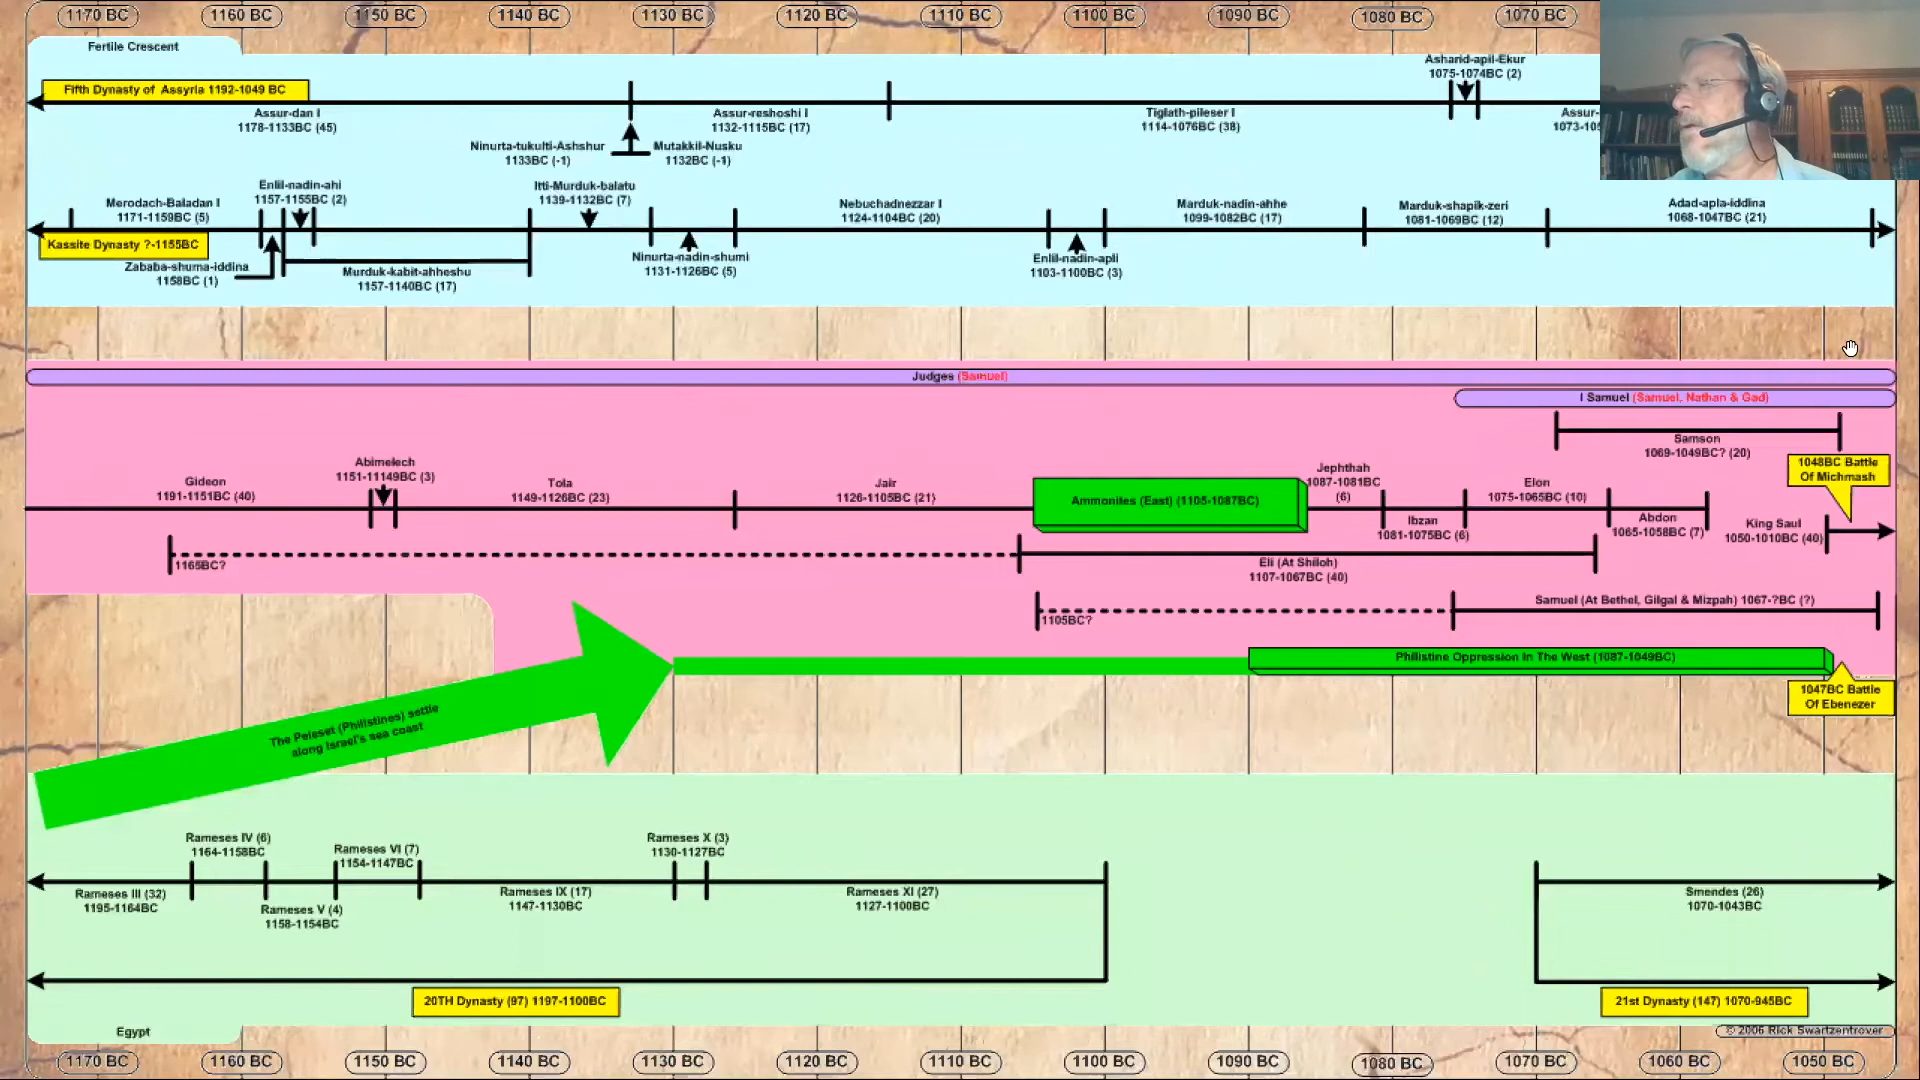 1170 BC
1160 BC
1150 BC
1140 BC
1130 BC
1120 BC
1110 BC
1100 BC
1090 BC
1080 BC
1070 BC
Fertile Crescent
Fifth Dynasty of Assyria 1192-1049 BC
Assur-dan I
1178-1133BC (45)
Ninurta-tukulti-Ashshur
1133BC (-1)
Mutakkil-Nusku
1132BC (-1)
Assur-reshoshi I
1132-1115BC (17)
Tiglath-pileser I
1114-1076BC (38)
Asharid-apil-Ekur
1075-1074BC (2)
Assur-
1073-105
Merodach-Baladan I
1171-1159BC (5)
Kassite Dynasty ?-1155BC
Zababa-shuma-iddina
1158BC (1)
Enlil-nadin-ahi
1157-1155BC (2)
Murduk-kabit-ahheshu
1157-1140BC (17)
Itti-Murduk-balatu
1139-1132BC (7)
Ninurta-nadin-shumi
1131-1126BC (5)
Nebuchadnezzar I
1124-1104BC (20)
Enlil-nadin-apli
1103-1100BC (3)
Marduk-nadin-ahhe
1099-1082BC (17)
Marduk-shapik-zeri
1081-1069BC (12)
Adad-apla-iddina
1068-1047BC (21)
Judges (Samuel)
I Samuel (Samuel, Nathan & Gad)
Samson
1069-1049BC? (20)
1048BC Battle
Of Michmash
Gideon
1191-1151BC (40)
Abimelech
1151-11149BC (3)
Tola
1149-1126BC (23)
Jair
1126-1105BC (21)
Ammonites (East) (1105-1087BC)
Jephthah
1087-1081BC
(6)
Ibzan
1081-1075BC (6)
Elon
1075-1065BC (10)
Abdon
1065-1058BC (7)
King Saul
1050-1010BC (40)
1165BC?
Eli (At Shiloh)
1107-1067BC (40)
1105BC?
Samuel (At Bethel, Gilgal & Mizpah) 1067-?BC (?)
Philistine Oppression In The West (1087-1049BC)
1047BC Battle
Of Ebenezer
The Peleset (Philistines) settle
along Israel's sea coast
Rameses III (32)
1195-1164BC
Rameses IV (6)
1164-1158BC
Rameses V (4)
1158-1154BC
Rameses VI (7)
1154-1147BC
Rameses IX (17)
1147-1130BC
Rameses X (3)
1130-1127BC
Rameses XI (27)
1127-1100BC
Smendes (26)
1070-1043BC
20TH Dynasty (97) 1197-1100BC
21st Dynasty (147) 1070-945BC
Egypt
© 2006 Rick Swartzentrover
1170 BC
1160 BC
1150 BC
1140 BC
1130 BC
1120 BC
1110 BC
1100 BC
1090 BC
1080 BC
1070 BC
1060 BC
1050 BC